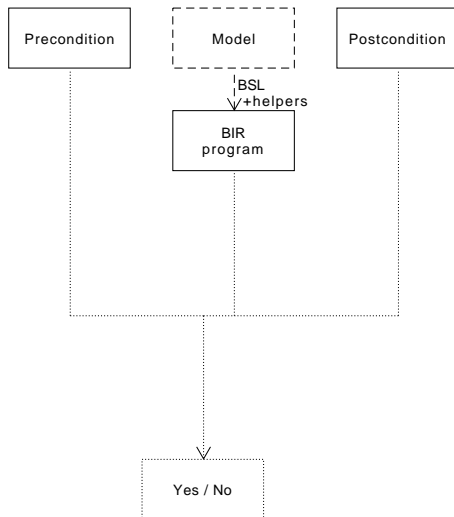 Precondition
Model
Postcondition
BSL
+helpers
BIR
program
Yes / No